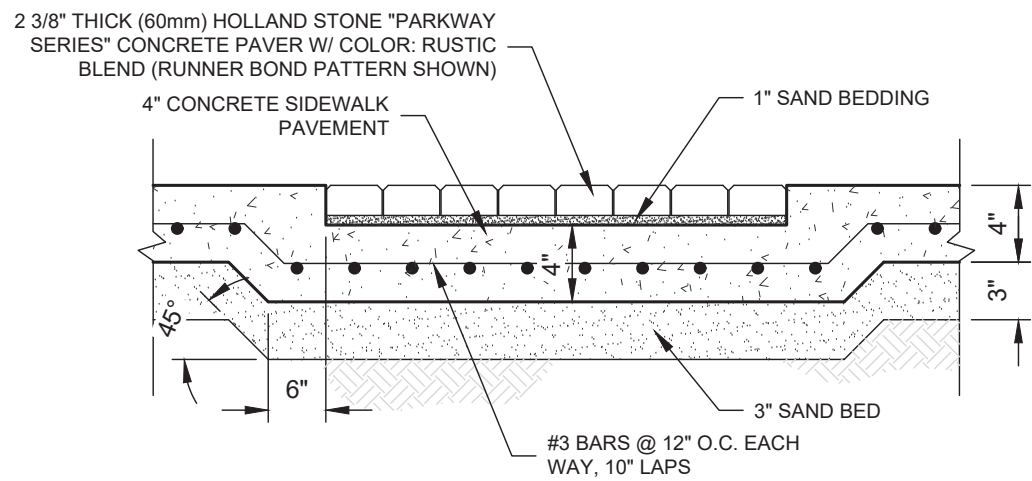 2 3/8" THICK (60mm) HOLLAND STONE "PARKWAY
SERIES" CONCRETE PAVER W/ COLOR: RUSTIC
BLEND (RUNNER BOND PATTERN SHOWN)
4" CONCRETE SIDEWALK
PAVEMENT
1" SAND BEDDING
4"
4"
3"
45°
6"
3" SAND BED
#3 BARS @ 12" O.C. EACH
WAY, 10" LAPS